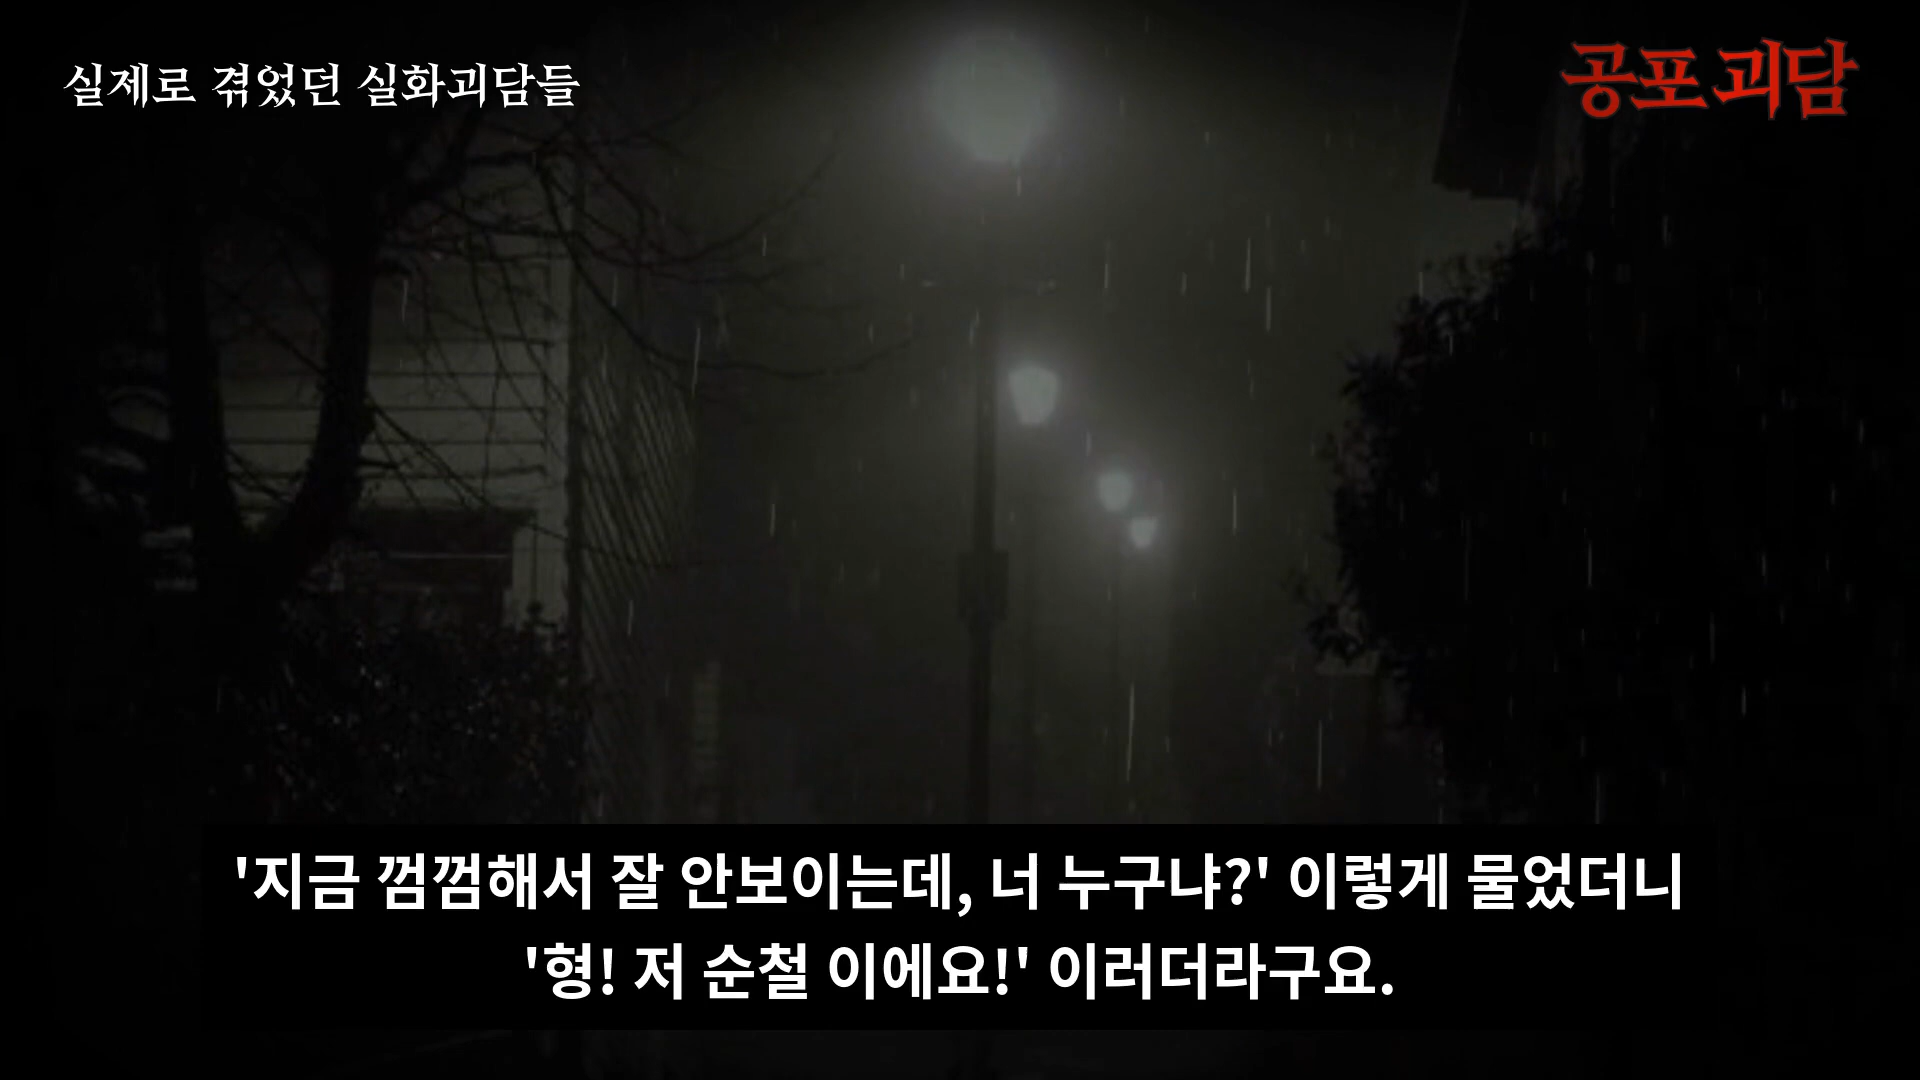 실제로 겪었던 실화괴담들
공포 괴담
'지금 껌껌해서 잘 안보이는데, 너 누구냐?' 이렇게 물었더니
'형! 저 순철 이에요!' 이러더라구요.